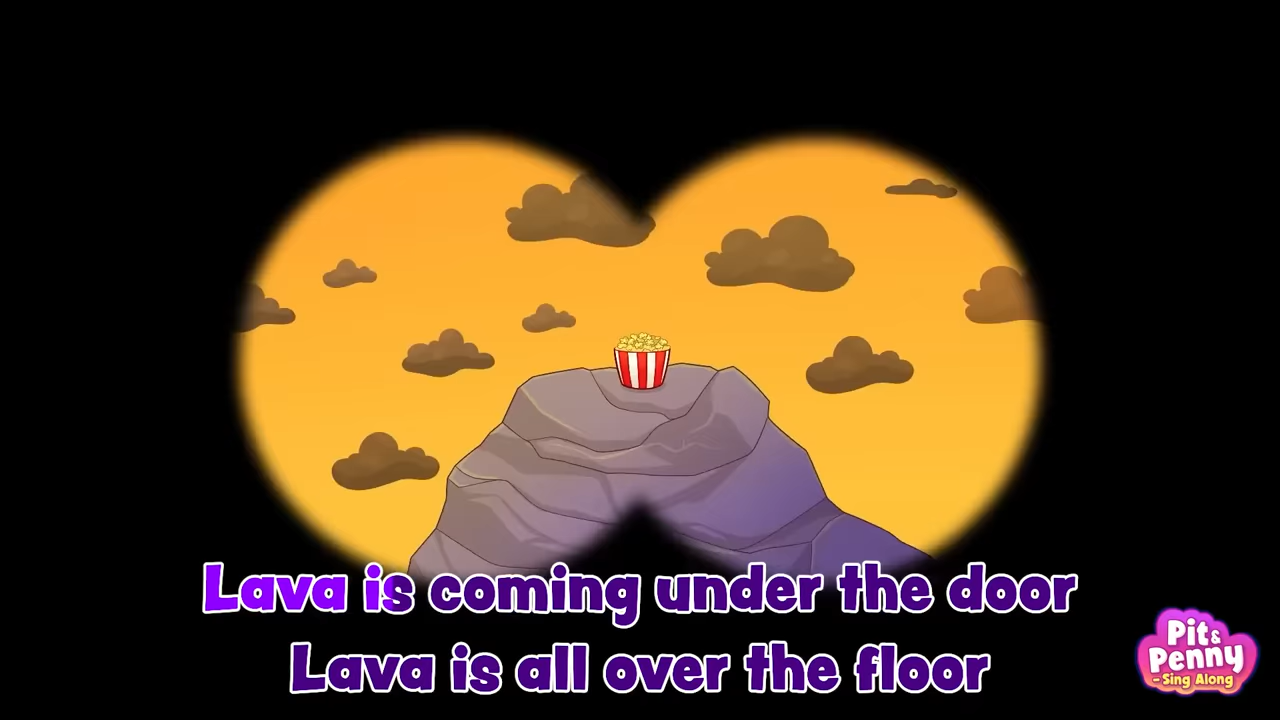 Lava is coming under the door
Lava is all over the floor
Pit &
Penny
- Sing Along